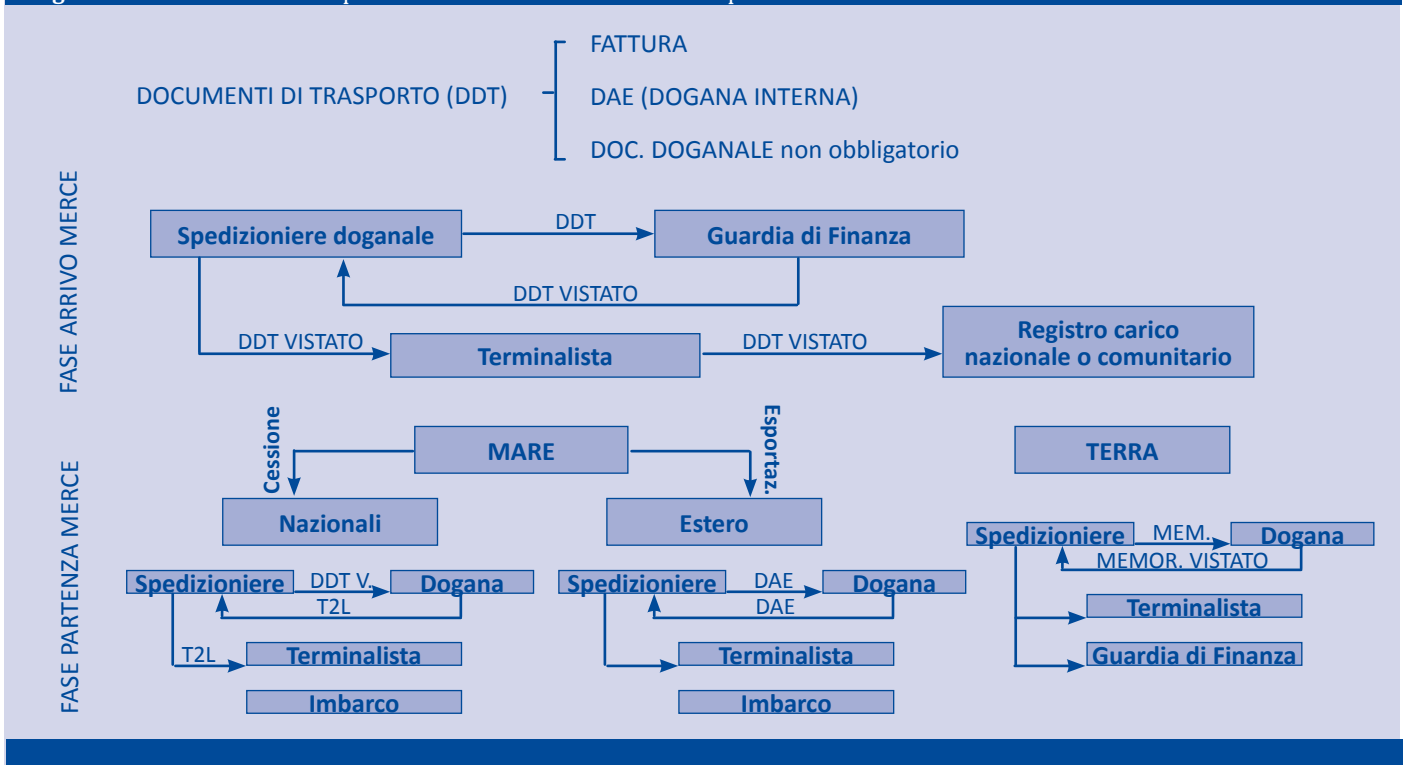 FATTURA
DOCUMENTI DI TRASPORTO (DDT)
DAE (DOGANA INTERNA)
DOC. DOGANALE non obbligatorio
FASE ARRIVO MERCE
Spedizioniere doganale
DDT
Guardia di Finanza
DDT VISTATO
DDT VISTATO
Terminalista
DDT VISTATO
Registro carico
nazionale o comunitario
FASE PARTENZA MERCE
Cessione
MARE
Esportaz.
TERRA
Nazionali
Estero
Spedizioniere
DDT V.
Dogana
T2L
T2L
Terminalista
Imbarco
Spedizioniere
DAE
Dogana
DAE
Terminalista
Imbarco
Spedizioniere
MEM.
Dogana
MEMOR. VISTATO
Terminalista
Guardia di Finanza